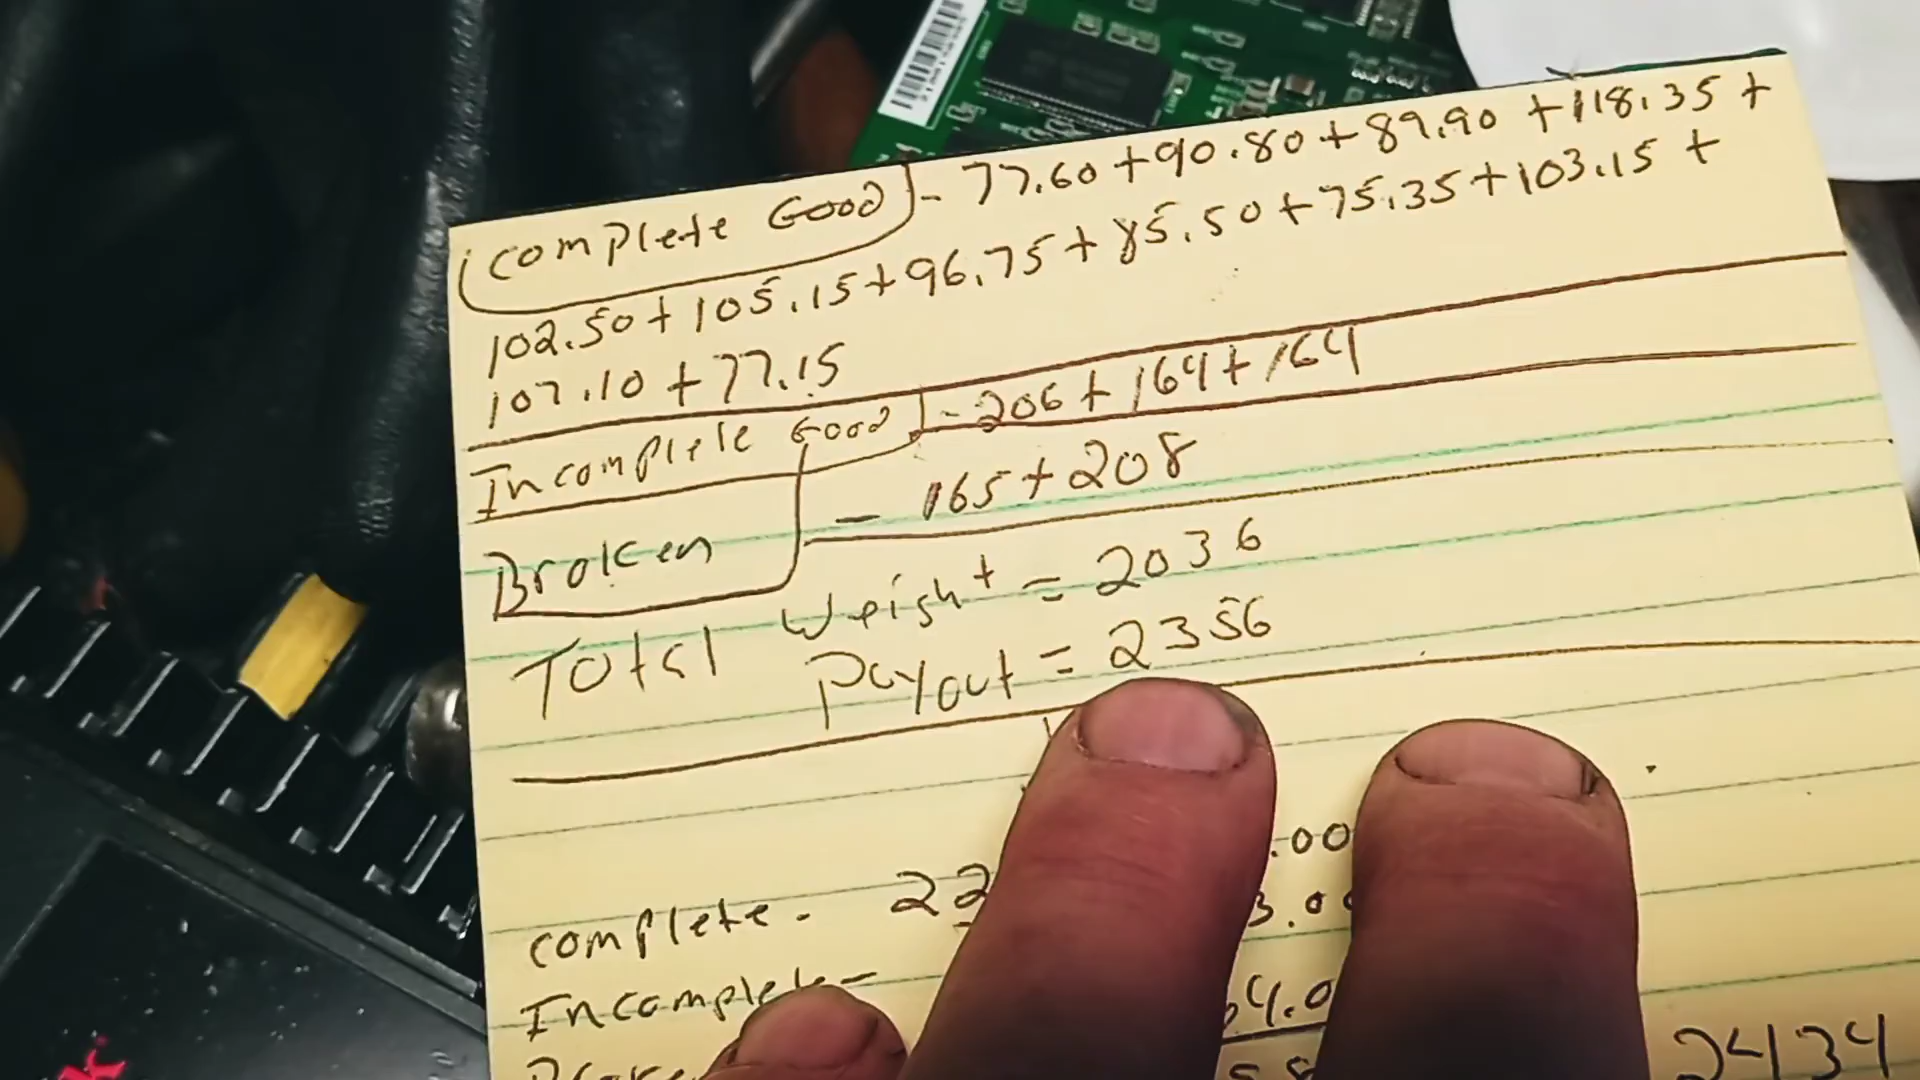 Complete Good - 77.60 + 90.80 + 89.90 + 118.35 +
102.50 + 105.15 + 96.75 + 85.50 + 75.35 + 103.15 +
107.10 + 77.15
Incomplete Good - 206 + 164 + 164
Broken - 165 + 208
Total Weight = 2036
Payout = 2356
complete - 22
Incomplete -
2434